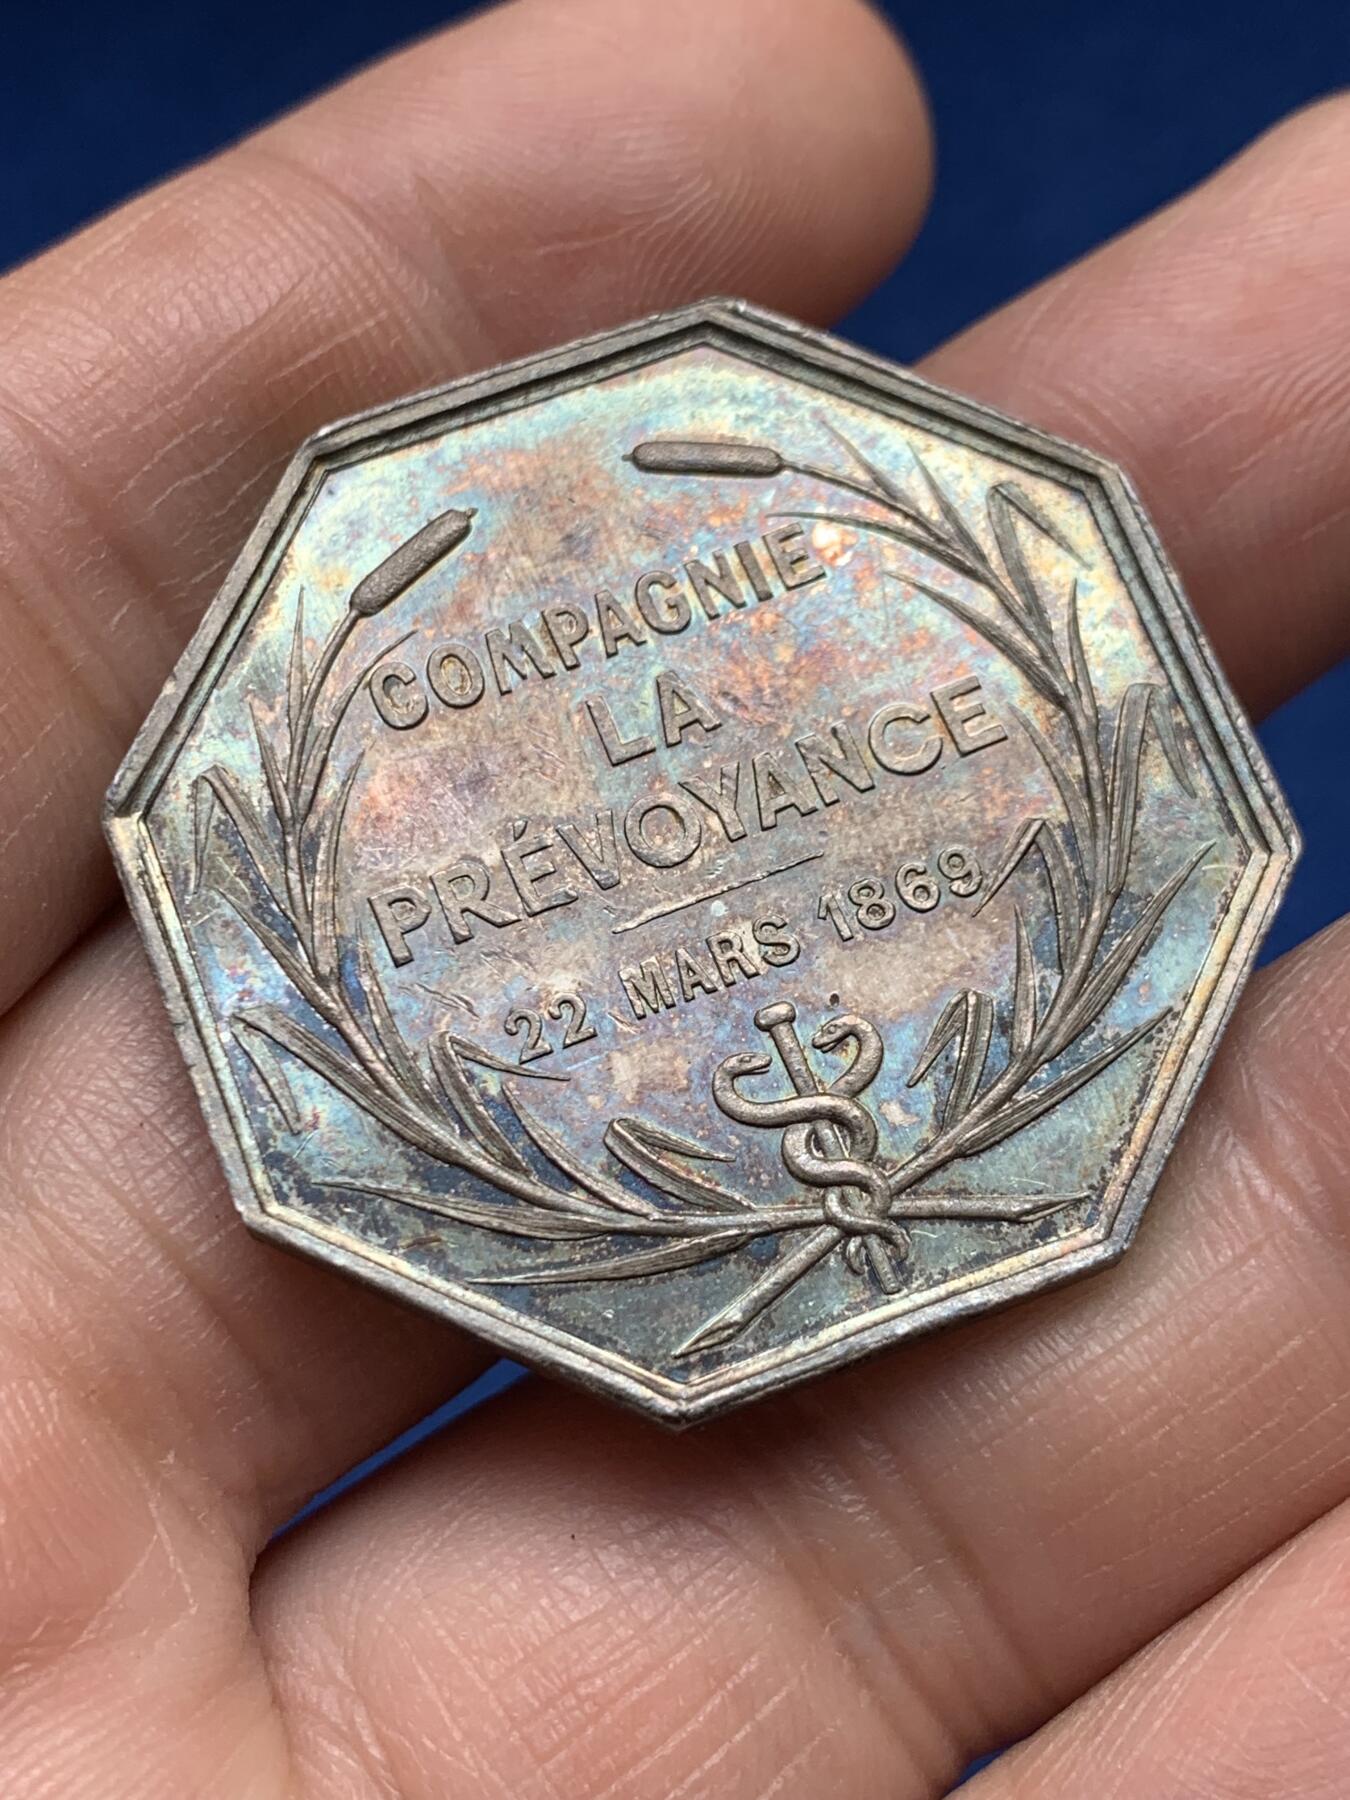 COMPAGNIE
LA
PRÉVOYANCE
22 MARS 1869